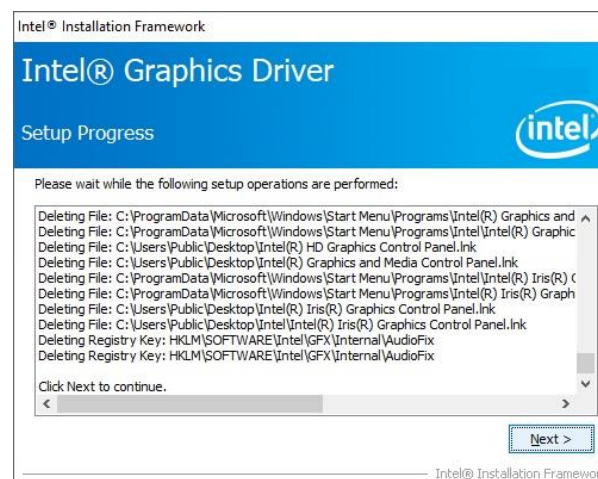 Intel® Installation Framework
Intel® Graphics Driver
Setup Progress
intel
Please wait while the following setup operations are performed:
Deleting File: C:\ProgramData\Microsoft\Windows\Start Menu\Programs\Intel(R) Graphics and
Deleting File: C:\ProgramData\Microsoft\Windows\Start Menu\Programs\Intel\Intel(R) Graphic
Deleting File: C:\Users\Public\Desktop\Intel(R) HD Graphics Control Panel.lnk
Deleting File: C:\Users\Public\Desktop\Intel(R) Graphics and Media Control Panel.lnk
Deleting File: C:\ProgramData\Microsoft\Windows\Start Menu\Programs\Intel\Intel(R) Iris(R) G
Deleting File: C:\ProgramData\Microsoft\Windows\Start Menu\Programs\Intel(R) Iris(R) Graph
Deleting File: C:\Users\Public\Desktop\Intel(R) Iris(R) Graphics Control Panel.lnk
Deleting File: C:\Users\Public\Desktop\Intel\Intel(R) Iris(R) Graphics Control Panel.lnk
Deleting Registry Key: HKLM\SOFTWARE\Intel\GFX\Internal\AudioFix
Deleting Registry Key: HKLM\SOFTWARE\Intel\GFX\Internal\AudioFix
Click Next to continue.
Next >
Intel® Installation Framewor